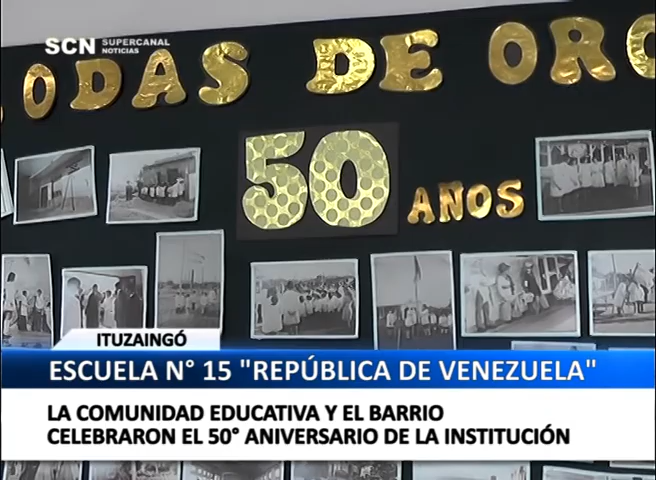 SCN SUPERCANAL
NOTICIAS
ODAS DE ORO
50 AÑOS
ITUZAINGÓ
ESCUELA N° 15 "REPÚBLICA DE VENEZUELA"
LA COMUNIDAD EDUCATIVA Y EL BARRIO
CELEBRARON EL 50° ANIVERSARIO DE LA INSTITUCIÓN